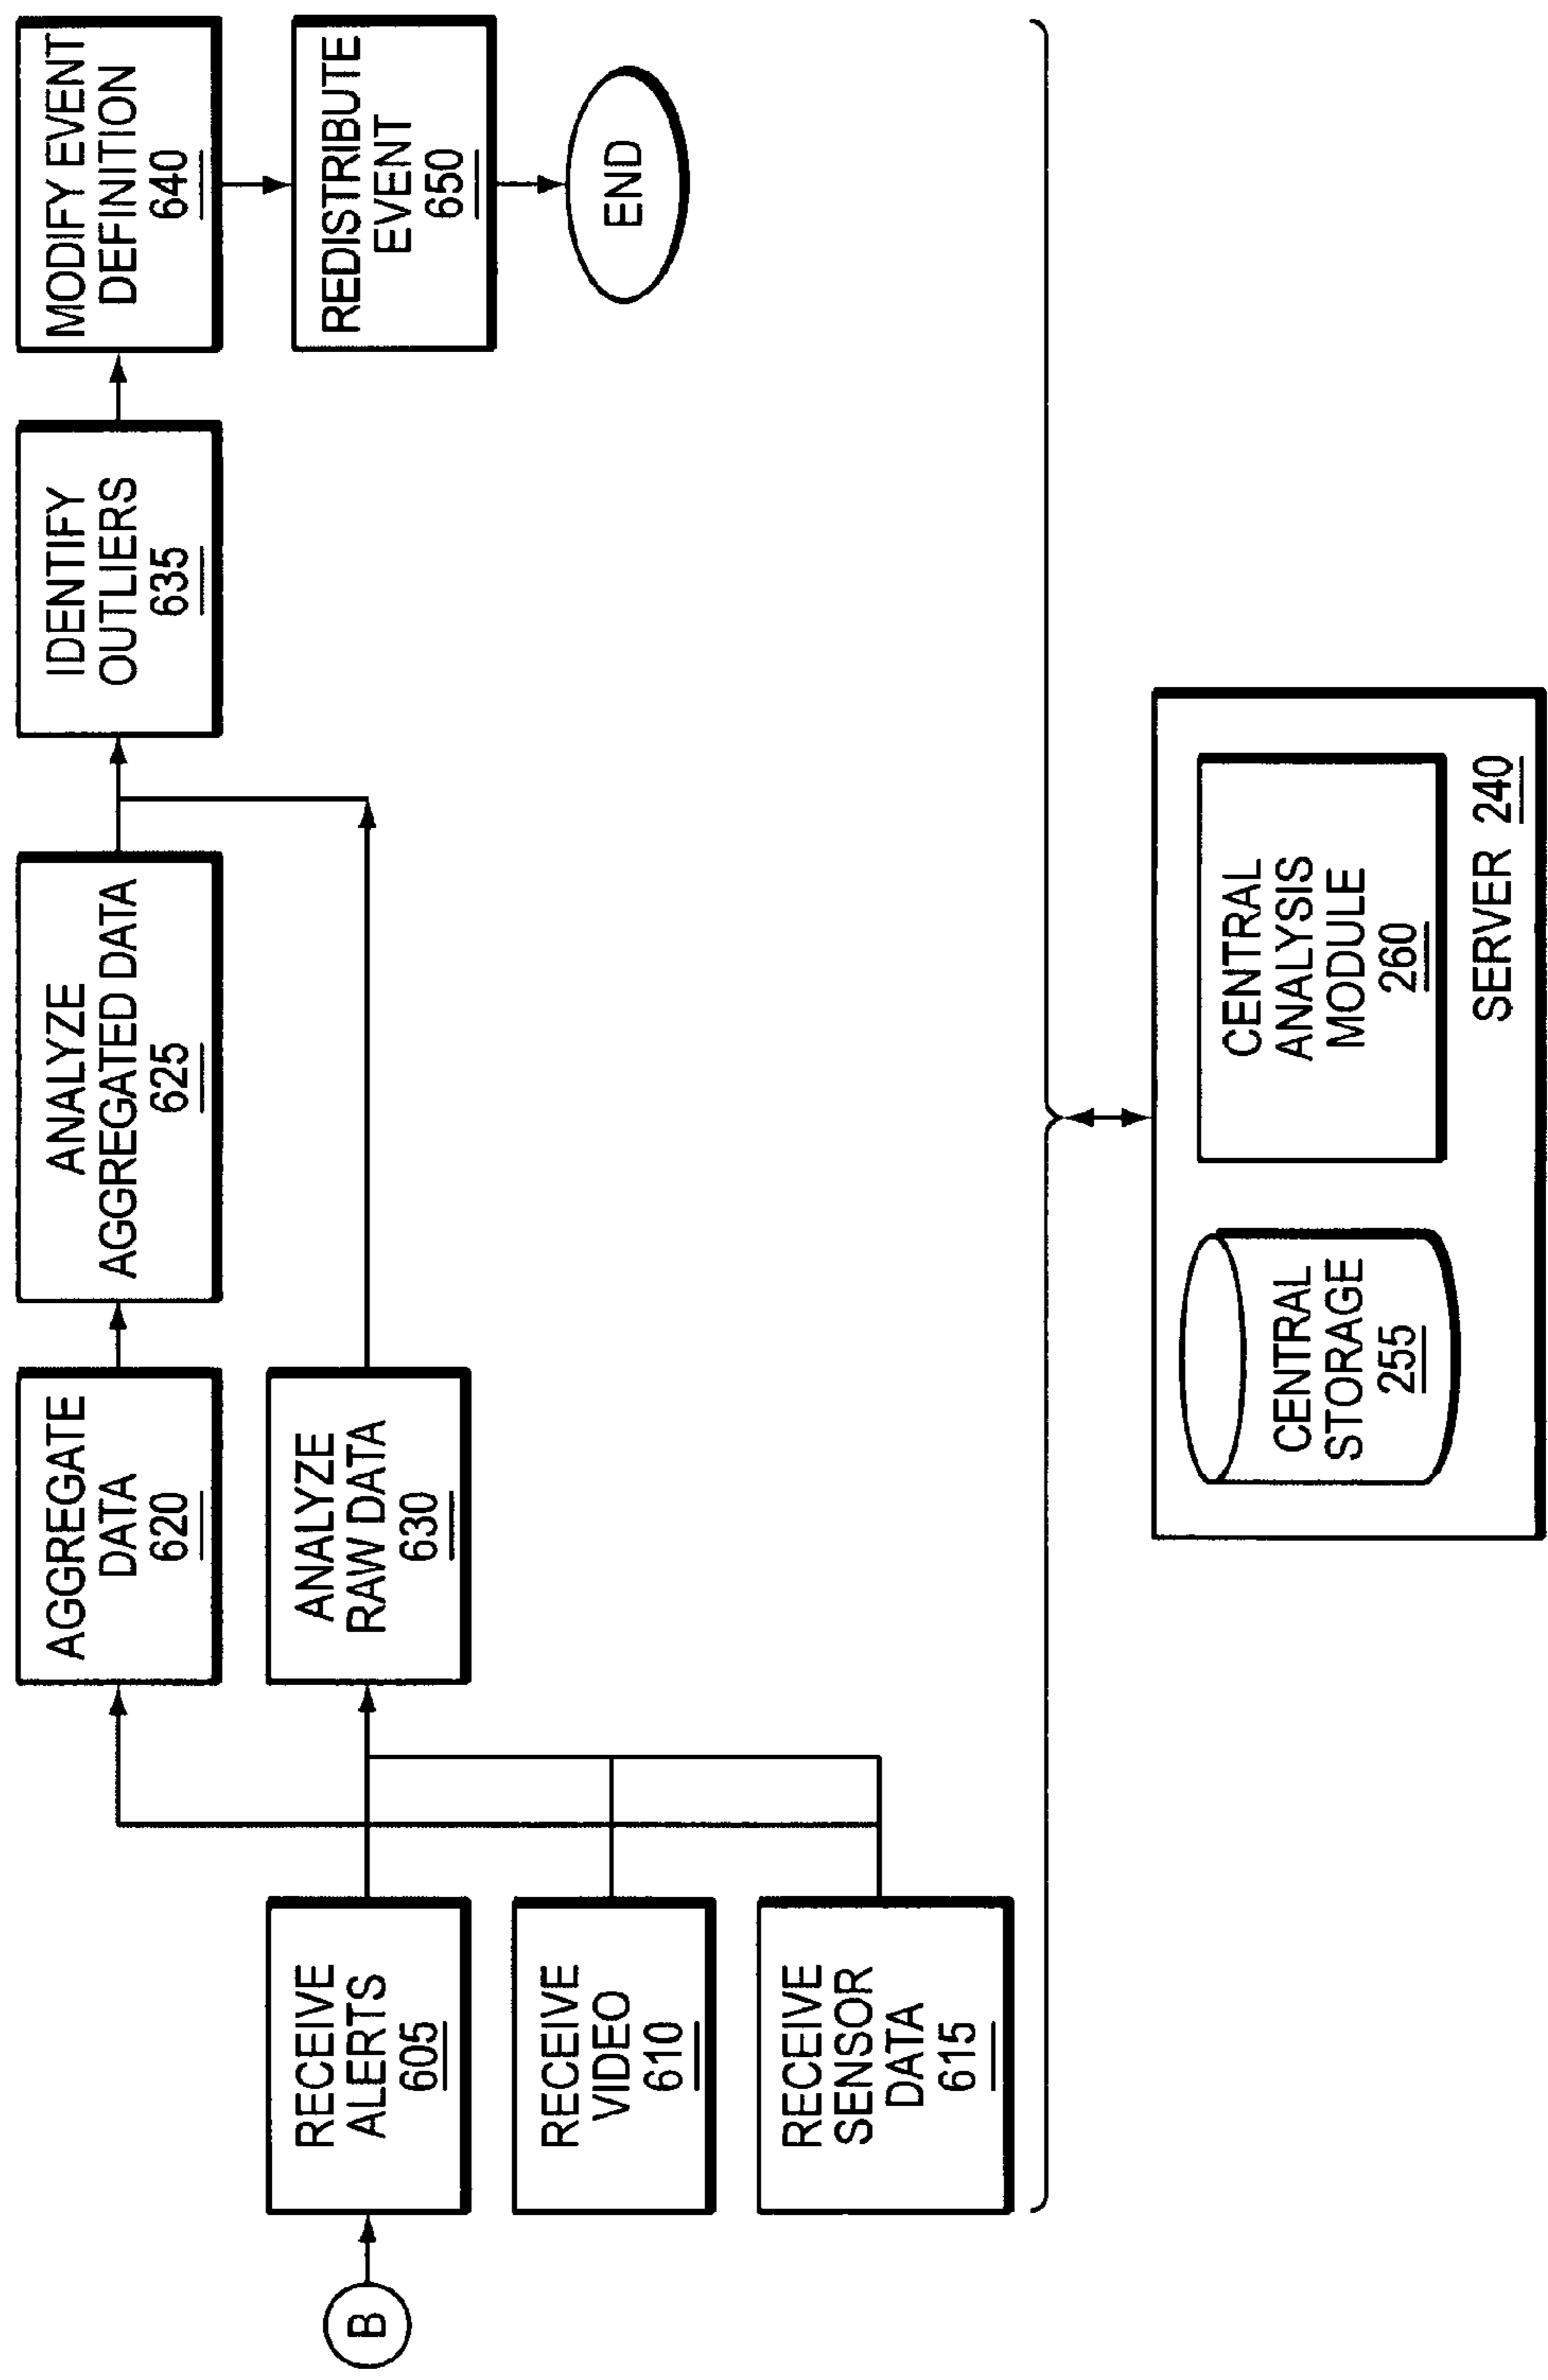 B
RECEIVE
ALERTS
605
RECEIVE
VIDEO
610
RECEIVE
SENSOR
DATA
615
AGGREGATE
DATA
620
ANALYZE
RAW DATA
630
ANALYZE
AGGREGATED DATA
625
IDENTIFY
OUTLIERS
635
MODIFY EVENT
DEFINITION
640
REDISTRIBUTE
EVENT
650
END
CENTRAL
STORAGE
255
CENTRAL
ANALYSIS
MODULE
260
SERVER 240